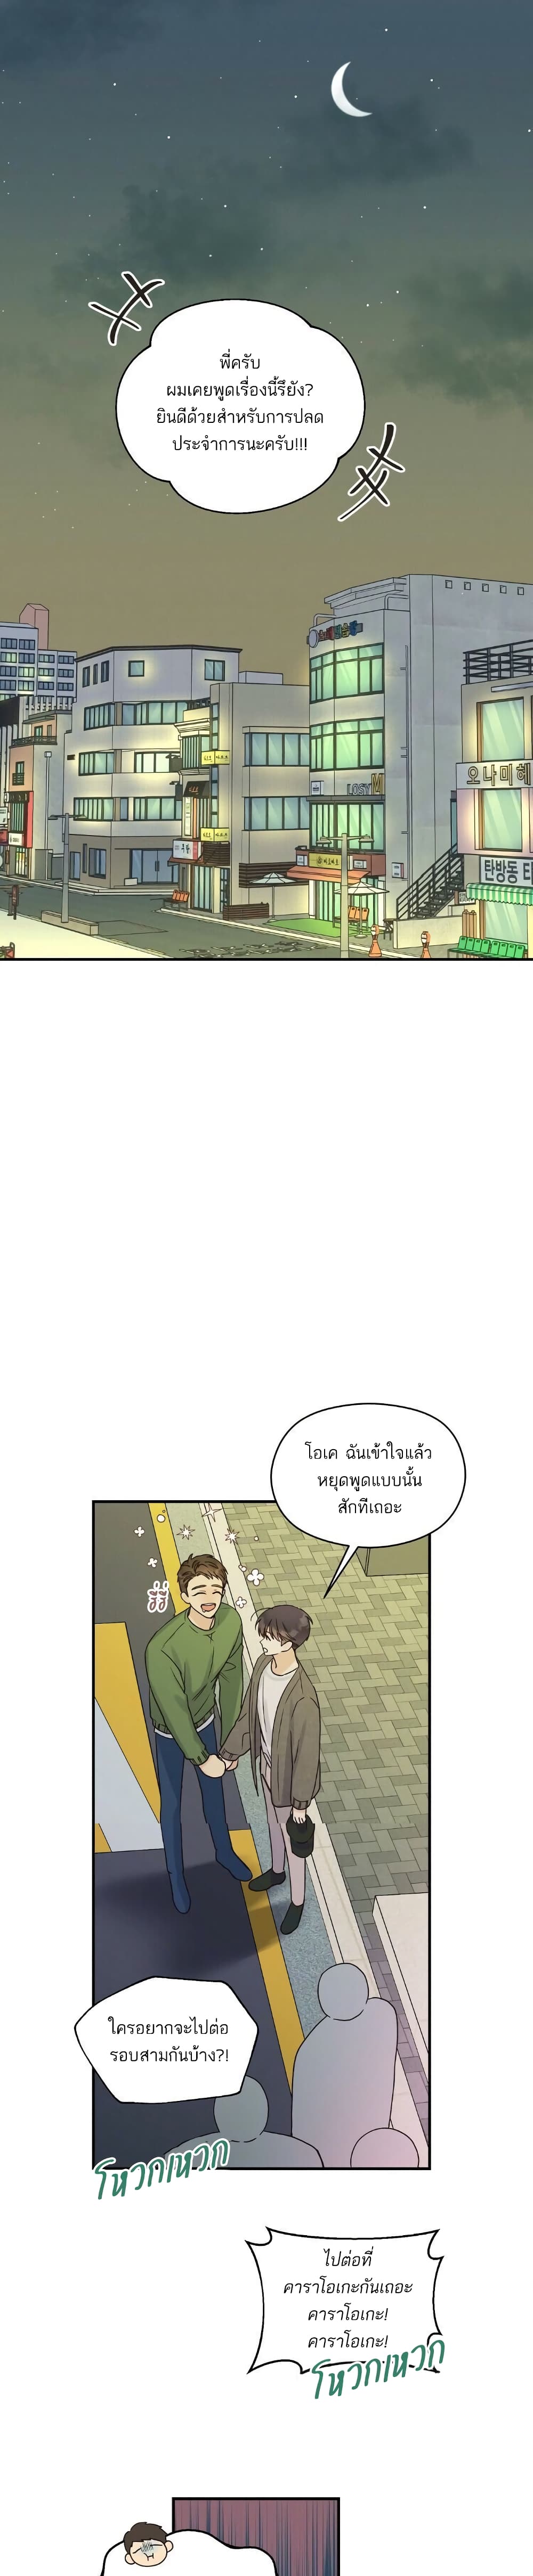 พี่ครับ
ผมเคยพูดเรื่องนี้รึยัง?
ยินดีด้วยสำหรับการปลด
ประจำการนะครับ!!!
LOSY
오나미헤
탄방동 타
โอเค ฉันเข้าใจแล้ว
หยุดพูดแบบนั้น
สักทีเถอะ
ฮี่ฮี่
ใครอยากจะไปต่อ
รอบสามกันบ้าง?!
โหวกเหวก
ไปต่อที่
คาราโอเกะกันเถอะ
คาราโอเกะ!
คาราโอเกะ!
โหวกเหวก